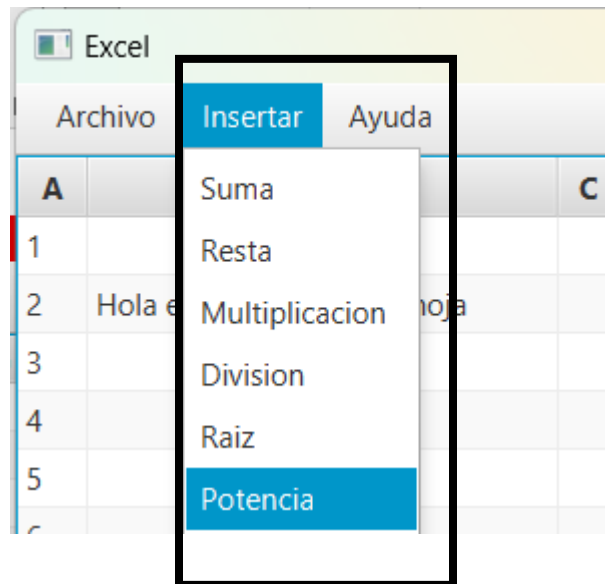 Excel
Archivo Insertar Ayuda
A Suma C
1 Resta
2 Hola e Multiplicacion hoja
3 Division
4 Raiz
5 Potencia